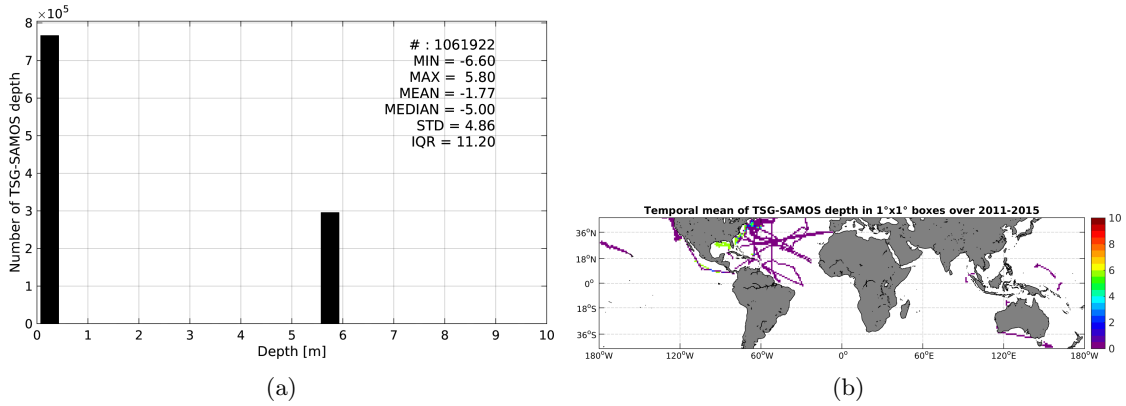 ×10⁵
8
7
6
5
4
3
2
1
0
Number of TSG-SAMOS depth
# : 1061922
MIN = -6.60
MAX = 5.80
MEAN = -1.77
MEDIAN = -5.00
STD = 4.86
IQR = 11.20
0 1 2 3 4 5 6 7 8 9 10
Depth [m]
(a)
Temporal mean of TSG-SAMOS depth in 1°x1° boxes over 2011-2015
36°N
18°N
0°
18°S
36°S
180°W 120°W 60°W 0° 60°E 120°E 180°W
10
8
6
4
2
0
(b)